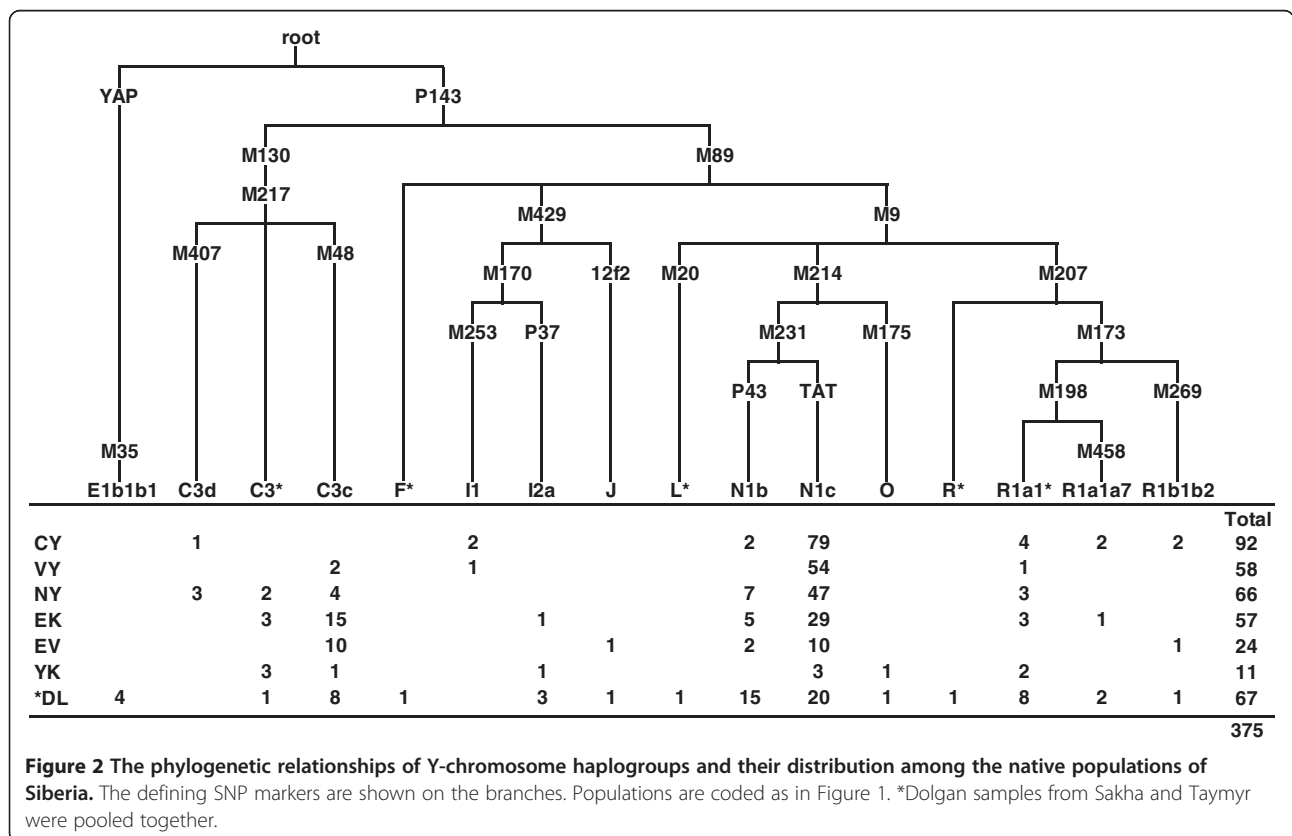 root
YAP P143
M130 M89
M217
M429 M9
M407 M48
M170 12f2 M20 M214 M207
M253 P37 M231 M175 M173
P43 TAT M198 M269
M35 M458
E1b1b1 C3d C3* C3c F* I1 I2a J L* N1b N1c O R* R1a1* R1a1a7 R1b1b2
Total
CY 1 2 2 79 4 2 2 92
VY 2 1 54 1 58
NY 3 2 4 7 47 3 66
EK 3 15 1 5 29 3 1 57
EV 10 1 2 10 1 24
YK 3 1 1 3 1 2 11
*DL 4 1 8 1 3 1 1 15 20 1 1 8 2 1 67
375
Figure 2 The phylogenetic relationships of Y-chromosome haplogroups and their distribution among the native populations of
Siberia. The defining SNP markers are shown on the branches. Populations are coded as in Figure 1. *Dolgan samples from Sakha and Taymyr
were pooled together.